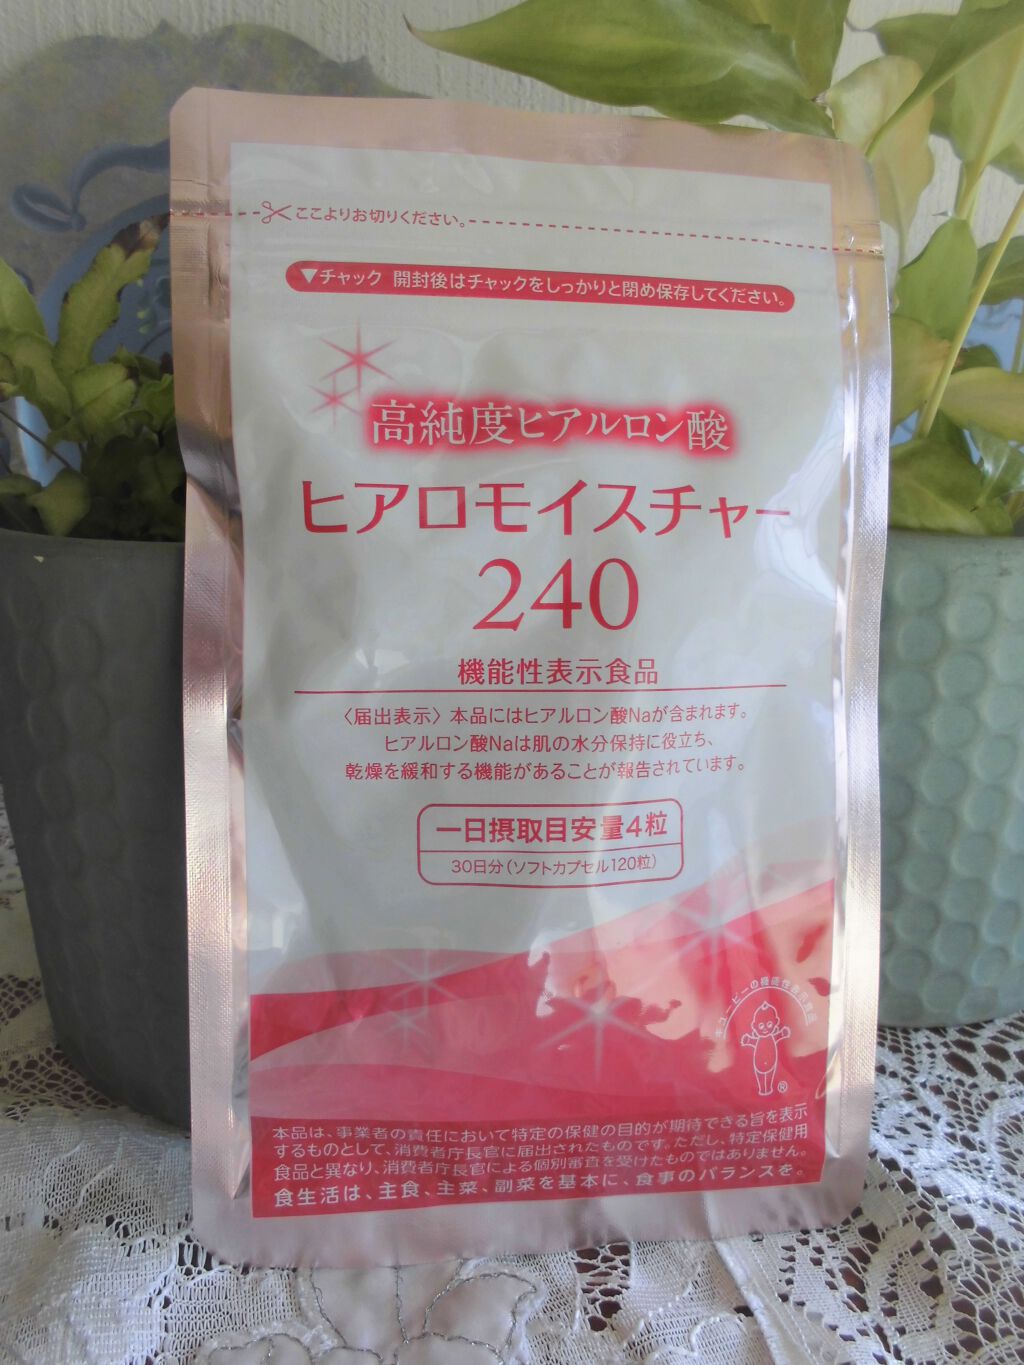 ここよりお切りください。
▼チャック 開封後はチャックをしっかりと閉め保存してください。
高純度ヒアルロン酸
ヒアロモイスチャー
240
機能性表示食品
〈届出表示〉本品にはヒアルロン酸Naが含まれます。
ヒアルロン酸Naは肌の水分保持に役立ち、
乾燥を緩和する機能があることが報告されています。
一日摂取目安量4粒
30日分(ソフトカプセル120粒)
キユーピーの機能性表示食品
®
本品は、事業者の責任において特定の保健の目的が期待できる旨を表示
するものとして、消費者庁長官に届出されたものです。ただし、特定保健用
食品と異なり、消費者庁長官による個別審査を受けたものではありません。
食生活は、主食、主菜、副菜を基本に、食事のバランスを。